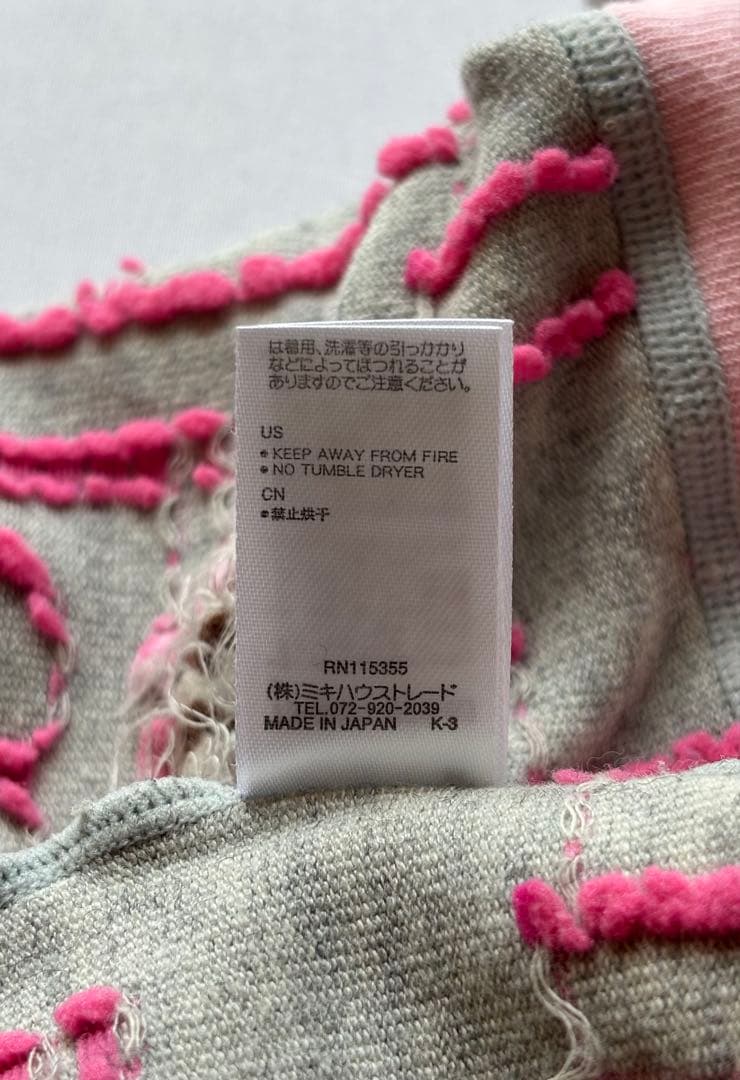 は着用、洗濯等の引っかかり
などによってほつれることが
ありますのでご注意ください。
US
● KEEP AWAY FROM FIRE
● NO TUMBLE DRYER
CN
●禁止烘干
RN115355
(株)ミキハウストレード
TEL.072-920-2039
MADE IN JAPAN K-3